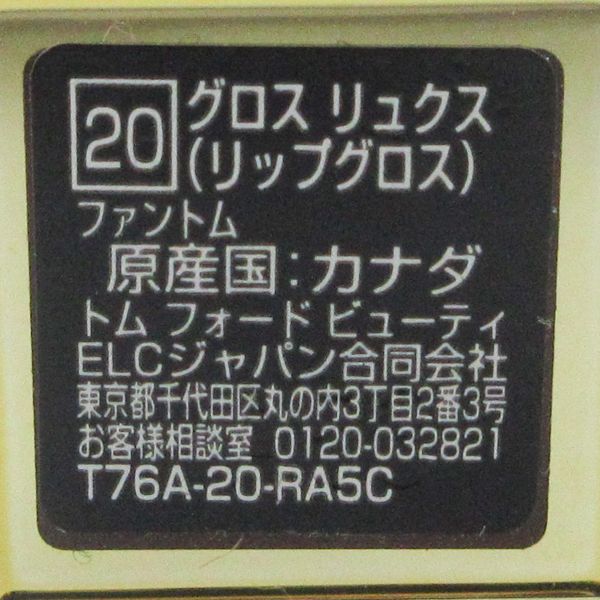 20 グロス リュクス
(リップグロス)
ファントム
原産国:カナダ
トム フォード ビューティ
ELCジャパン合同会社
東京都千代田区丸の内3丁目2番3号
お客様相談室 0120-032821
T76A-20-RA5C